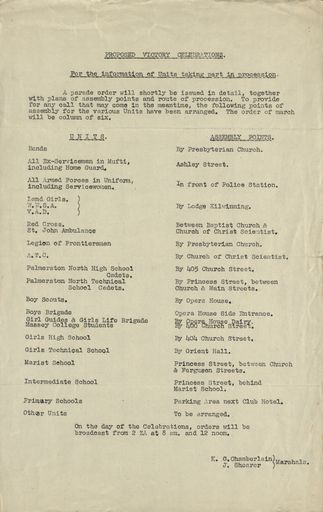 PROPOSED VICTORY CELEBRATIONS.
For the information of Units taking part in procession.
A parade order will shortly be issued in detail, together
with plans of assembly points and route of procession. To provide
for any call that may come in the meantime, the following points of
assembly for the various Units have been arranged. The order of march
will be column of six.
UNITS. ASSEMBLY POINTS.
Bands By Presbyterian Church.
All Ex-Servicemen in Mufti,
including Home Guard. Ashley Street.
All Armed Forces in Uniform,
including Servicewomen. In front of Police Station.
Land Girls. )
W.W.S.A. ) By Lodge Kilwinning.
V.A.D. )
Red Cross. Between Baptist Church &
St. John Ambulance Church of Christ Scientist.
Legion of Frontiersmen By Presbyterian Church.
A.T.C. By Church of Christ Scientist.
Palmerston North High School
Cadets. By 405 Church Street.
Palmerston North Technical By Princess Street, between
School Cadets. Church & Main Streets.
Boy Scouts. By Opera House.
Boys Brigade Opera House Side Entrance.
Girl Guides & Girls Life Brigade By Opera House Dairy
Massey College Students By 400 Church Street.
Girls High School By 404 Church Street.
Girls Technical School By Orient Hall.
Marist School Princess Street, between Church
& Ferguson Streets.
Intermediate School Princess Street, behind
Marist School.
Primary Schools Parking Area next Club Hotel.
Other Units To be arranged.
On the day of the Celebrations, orders will be
broadcast from 2 ZA at 8 am. and 12 noon.
K. G. Chamberlain )
J. Shearer ) Marshals.